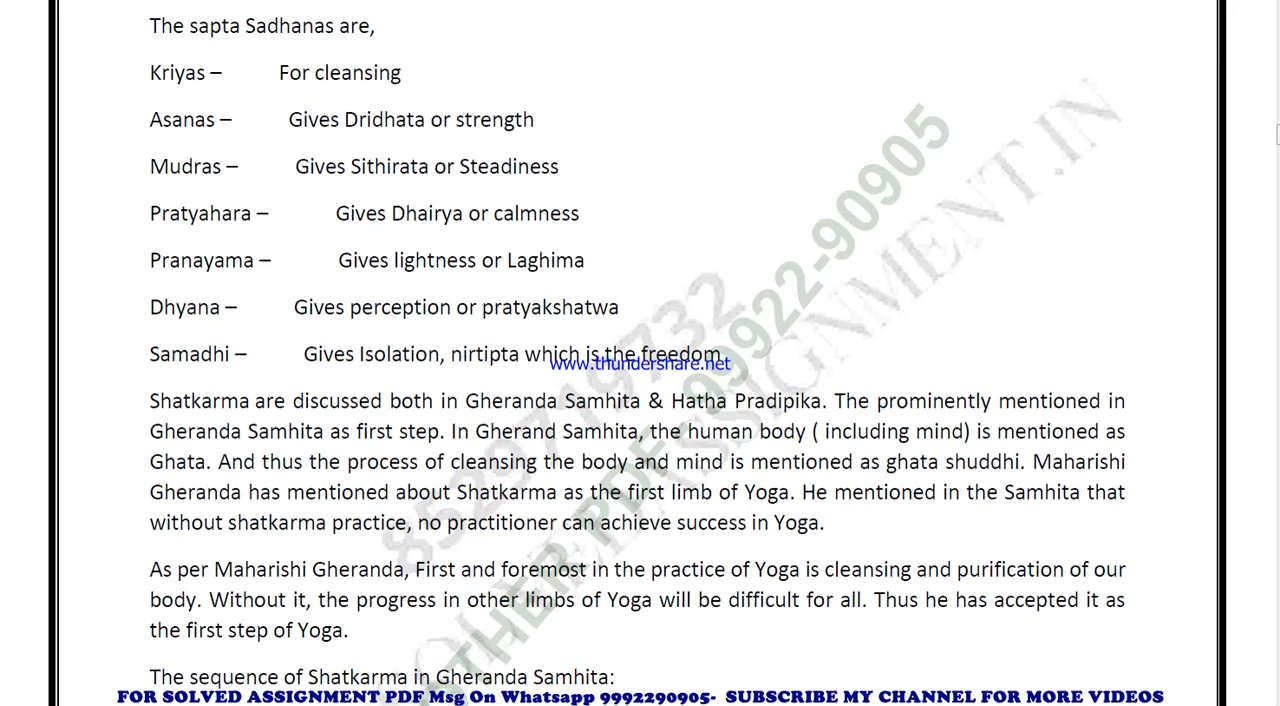 The sapta Sadhanas are,
Kriyas – For cleansing
Asanas – Gives Dridhata or strength
Mudras – Gives Sithirata or Steadiness
Pratyahara – Gives Dhairya or calmness
Pranayama – Gives lightness or Laghima
Dhyana – Gives perception or pratyakshatwa
Samadhi – Gives Isolation, nirtipta which is the freedom.
www.thundershare.net
Shatkarma are discussed both in Gheranda Samhita & Hatha Pradipika. The prominently mentioned in
Gheranda Samhita as first step. In Gherand Samhita, the human body ( including mind) is mentioned as
Ghata. And thus the process of cleansing the body and mind is mentioned as ghata shuddhi. Maharishi
Gheranda has mentioned about Shatkarma as the first limb of Yoga. He mentioned in the Samhita that
without shatkarma practice, no practitioner can achieve success in Yoga.
As per Maharishi Gheranda, First and foremost in the practice of Yoga is cleansing and purification of our
body. Without it, the progress in other limbs of Yoga will be difficult for all. Thus he has accepted it as
the first step of Yoga.
The sequence of Shatkarma in Gheranda Samhita:
FOR SOLVED ASSIGNMENT PDF Msg On Whatsapp 9992290905- SUBSCRIBE MY CHANNEL FOR MORE VIDEOS
8529719732
OTHER PDF - 99922-90905
ASSIGNMENT.IN